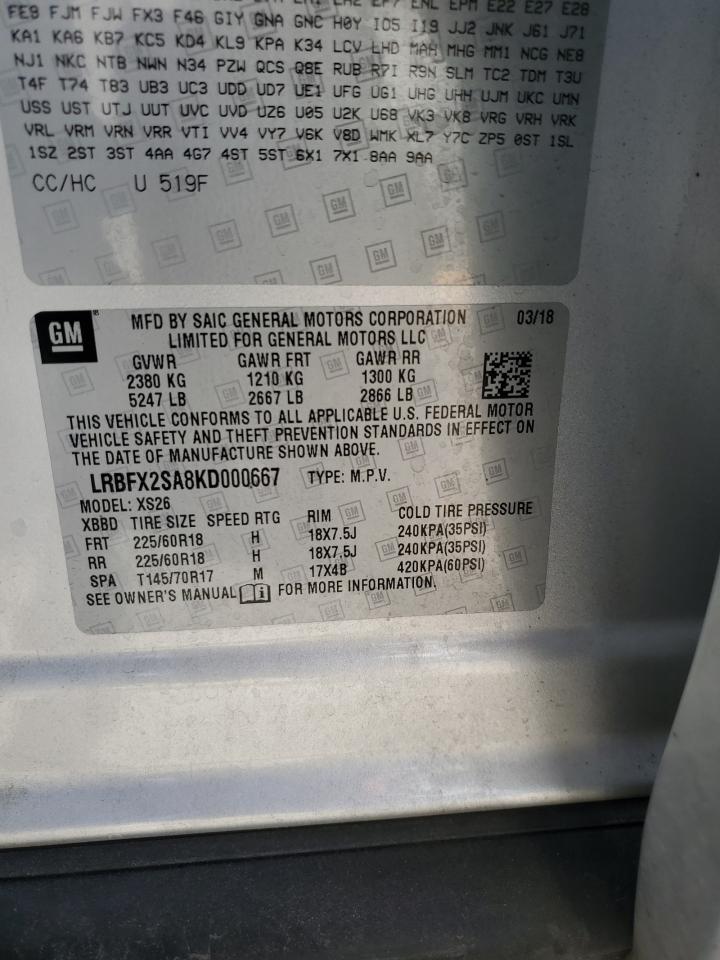 FE9 FJM FJW FX3 F46 GIY GNA GNC H0Y IO5 I19 JJ2 JNK J61 J71
KA1 KA6 KB7 KC5 KD4 KL9 KPA K34 LCV LHD MAH MHG MM1 NCG NE8
NJ1 NKC NTB NWN N34 PZW QCS Q8E RUB R7I R9N SLM TC2 TDM T3U
T4F T74 T83 UB3 UC3 UDD UD7 UE1 UFG UG1 UHG UHH UJM UKC UMN
USS UST UTJ UUT UVC UVD UZ6 U05 U2K U68 VK3 VK8 VRG VRH VRK
VRL VRM VRN VRR VTI VV4 VY7 V6K V8D WMK XL7 Y7C ZP5 0ST 1SL
1SZ 2ST 3ST 4AA 4G7 4ST 5ST 6X1 7X1 8AA 9AA
CC/HC U 519F
GM
MFD BY SAIC GENERAL MOTORS CORPORATION 03/18
LIMITED FOR GENERAL MOTORS LLC
GVWR GAWR FRT GAWR RR
2380 KG 1210 KG 1300 KG
5247 LB 2667 LB 2866 LB
THIS VEHICLE CONFORMS TO ALL APPLICABLE U.S. FEDERAL MOTOR
VEHICLE SAFETY AND THEFT PREVENTION STANDARDS IN EFFECT ON
THE DATE OF MANUFACTURE SHOWN ABOVE.
LRBFX2SA8KD000667 TYPE: M.P.V.
MODEL: XS26
XBBD TIRE SIZE SPEED RTG RIM COLD TIRE PRESSURE
FRT 225/60R18 H 18X7.5J 240KPA(35PSI)
RR 225/60R18 H 18X7.5J 240KPA(35PSI)
SPA T145/70R17 M 17X4B 420KPA(60PSI)
SEE OWNER'S MANUAL FOR MORE INFORMATION.